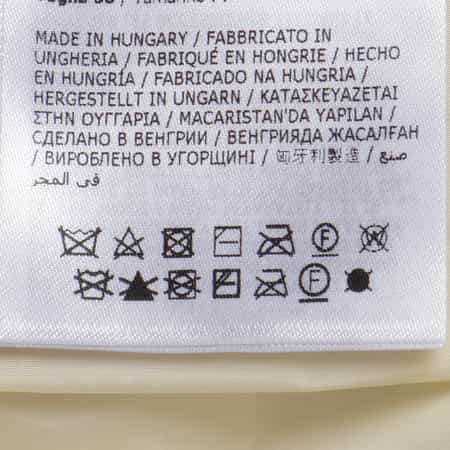 MADE IN HUNGARY / FABBRICATO IN
UNGHERIA / FABRIQUÉ EN HONGRIE / HECHO
EN HUNGRÍA / FABRICADO NA HUNGRIA /
HERGESTELLT IN UNGARN / ΚΑΤΑΣΚΕΥΑΖΕΤΑΙ
ΣΤΗΝ ΟΥΓΓΑΡΙΑ / MACARISTAN'DA YAPILAN /
СДЕЛАНО В ВЕНГРИИ / ВЕНГРИЯДА ЖАСАЛҒАН
/ ВИРОБЛЕНО В УГОРЩИНІ / 匈牙利製造 / صنع
في المجر
F
W
F